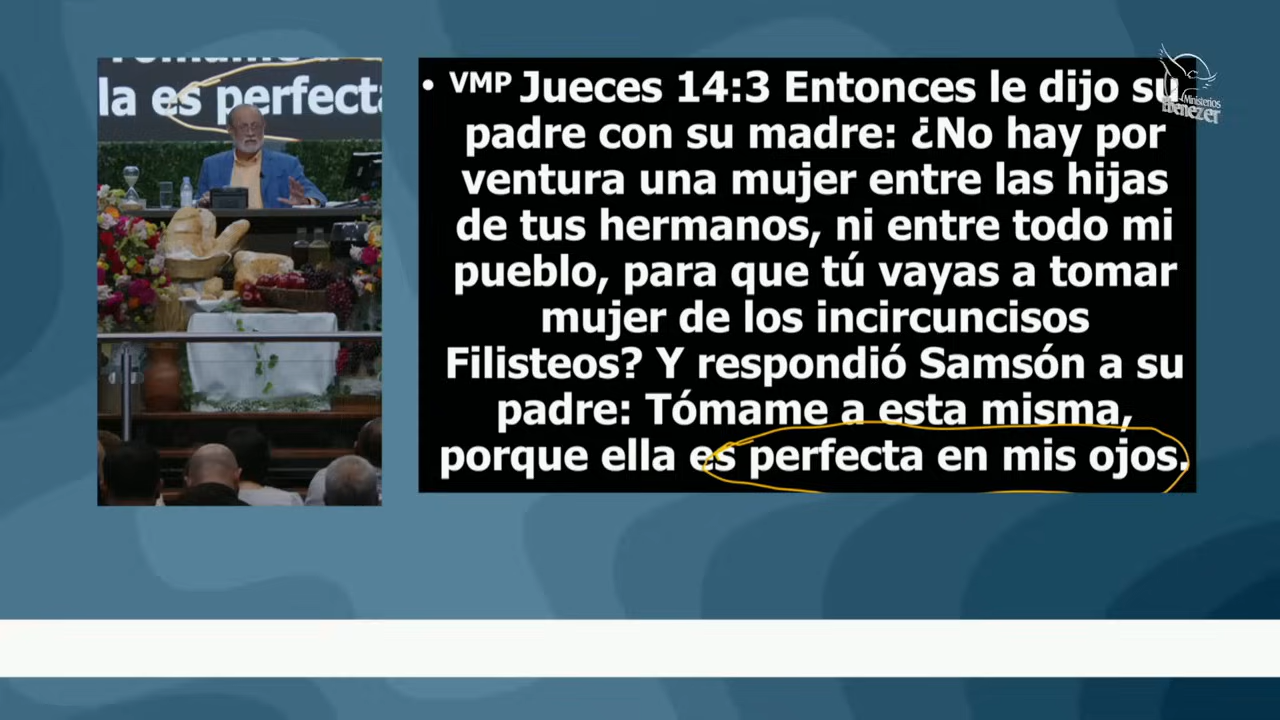 la es perfecta
• VMP Jueces 14:3 Entonces le dijo su
padre con su madre: ¿No hay por
ventura una mujer entre las hijas
de tus hermanos, ni entre todo mi
pueblo, para que tú vayas a tomar
mujer de los incircuncisos
Filisteos? Y respondió Samsón a su
padre: Tómame a esta misma,
porque ella es perfecta en mis ojos.
Ministerios
Ebenezer